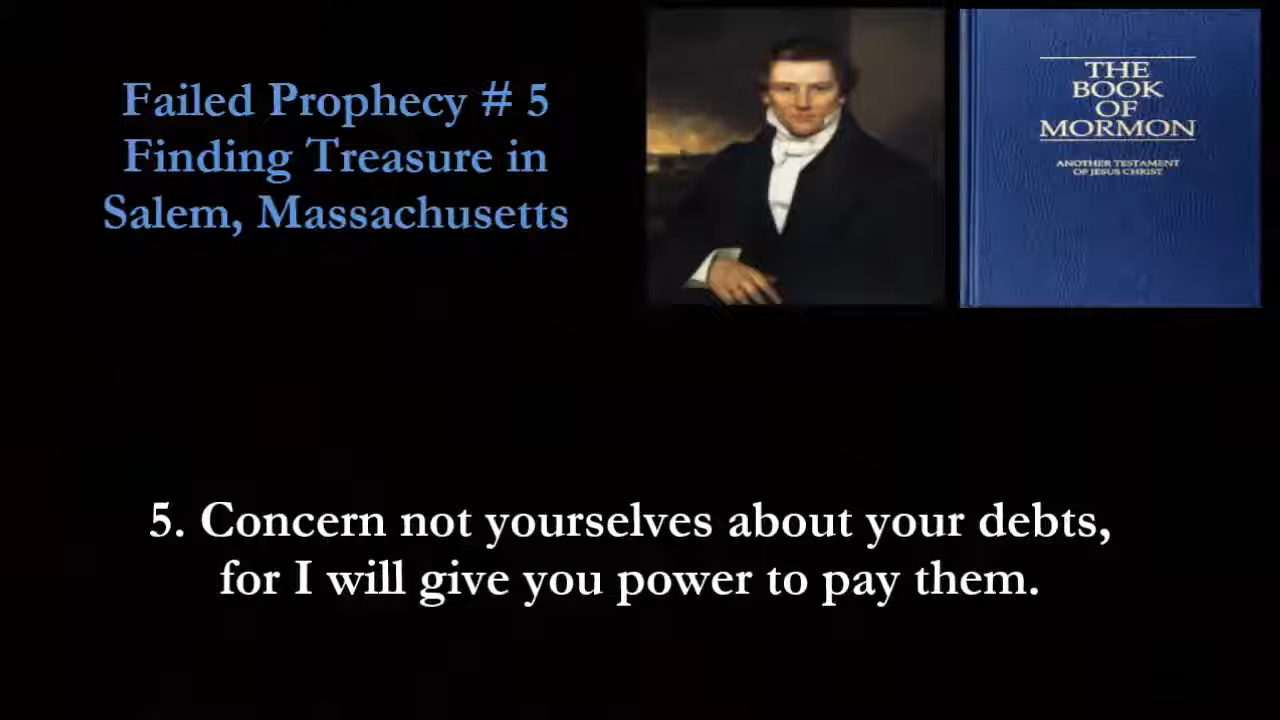 Failed Prophecy # 5
Finding Treasure in
Salem, Massachusetts
THE
BOOK
OF
MORMON
ANOTHER TESTAMENT
OF JESUS CHRIST
5. Concern not yourselves about your debts,
for I will give you power to pay them.